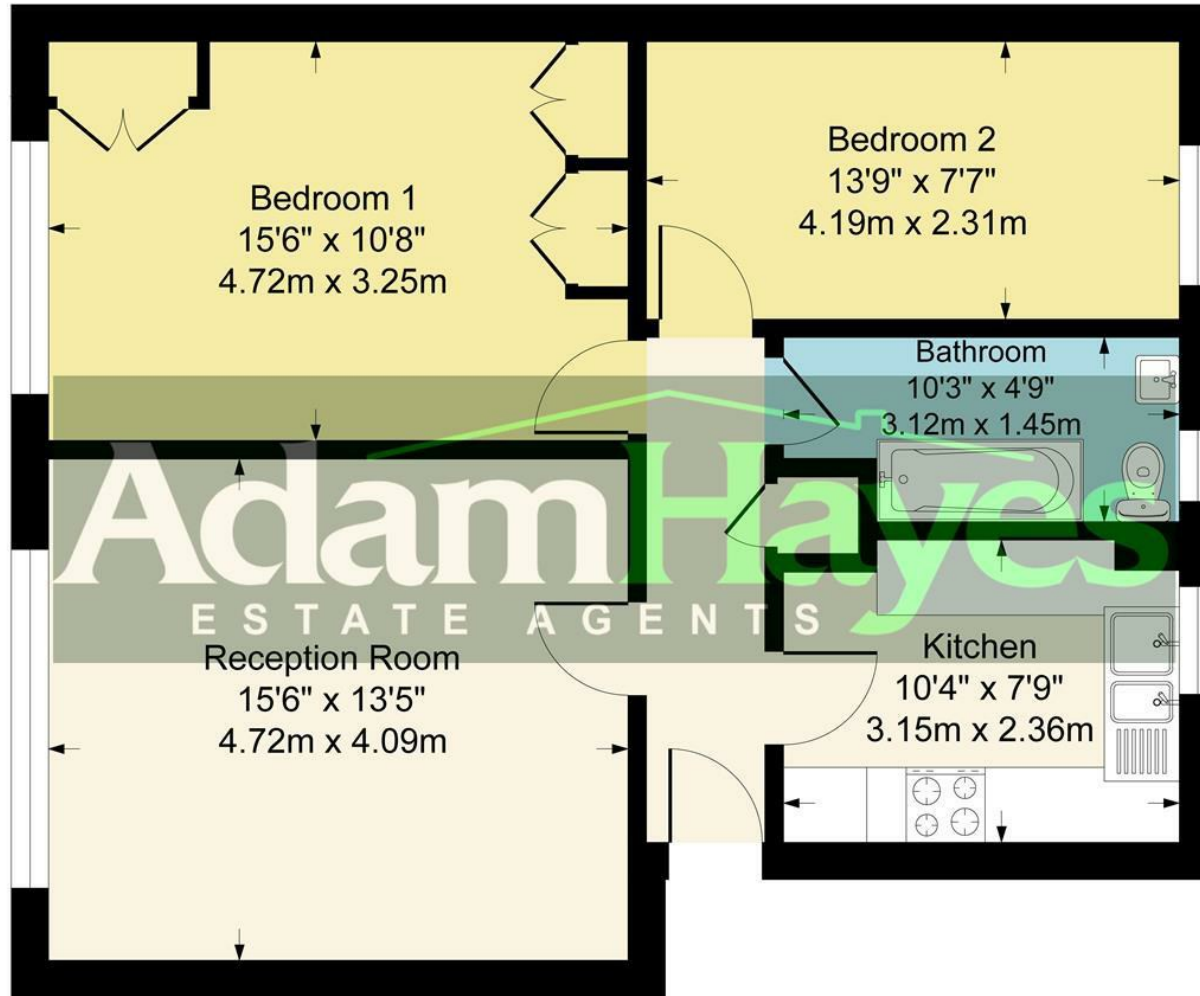 Bedroom 1
15'6" x 10'8"
4.72m x 3.25m
Bedroom 2
13'9" x 7'7"
4.19m x 2.31m
Bathroom
10'3" x 4'9"
3.12m x 1.45m
AdamHayes
ESTATE AGENTS
Reception Room
15'6" x 13'5"
4.72m x 4.09m
Kitchen
10'4" x 7'9"
3.15m x 2.36m